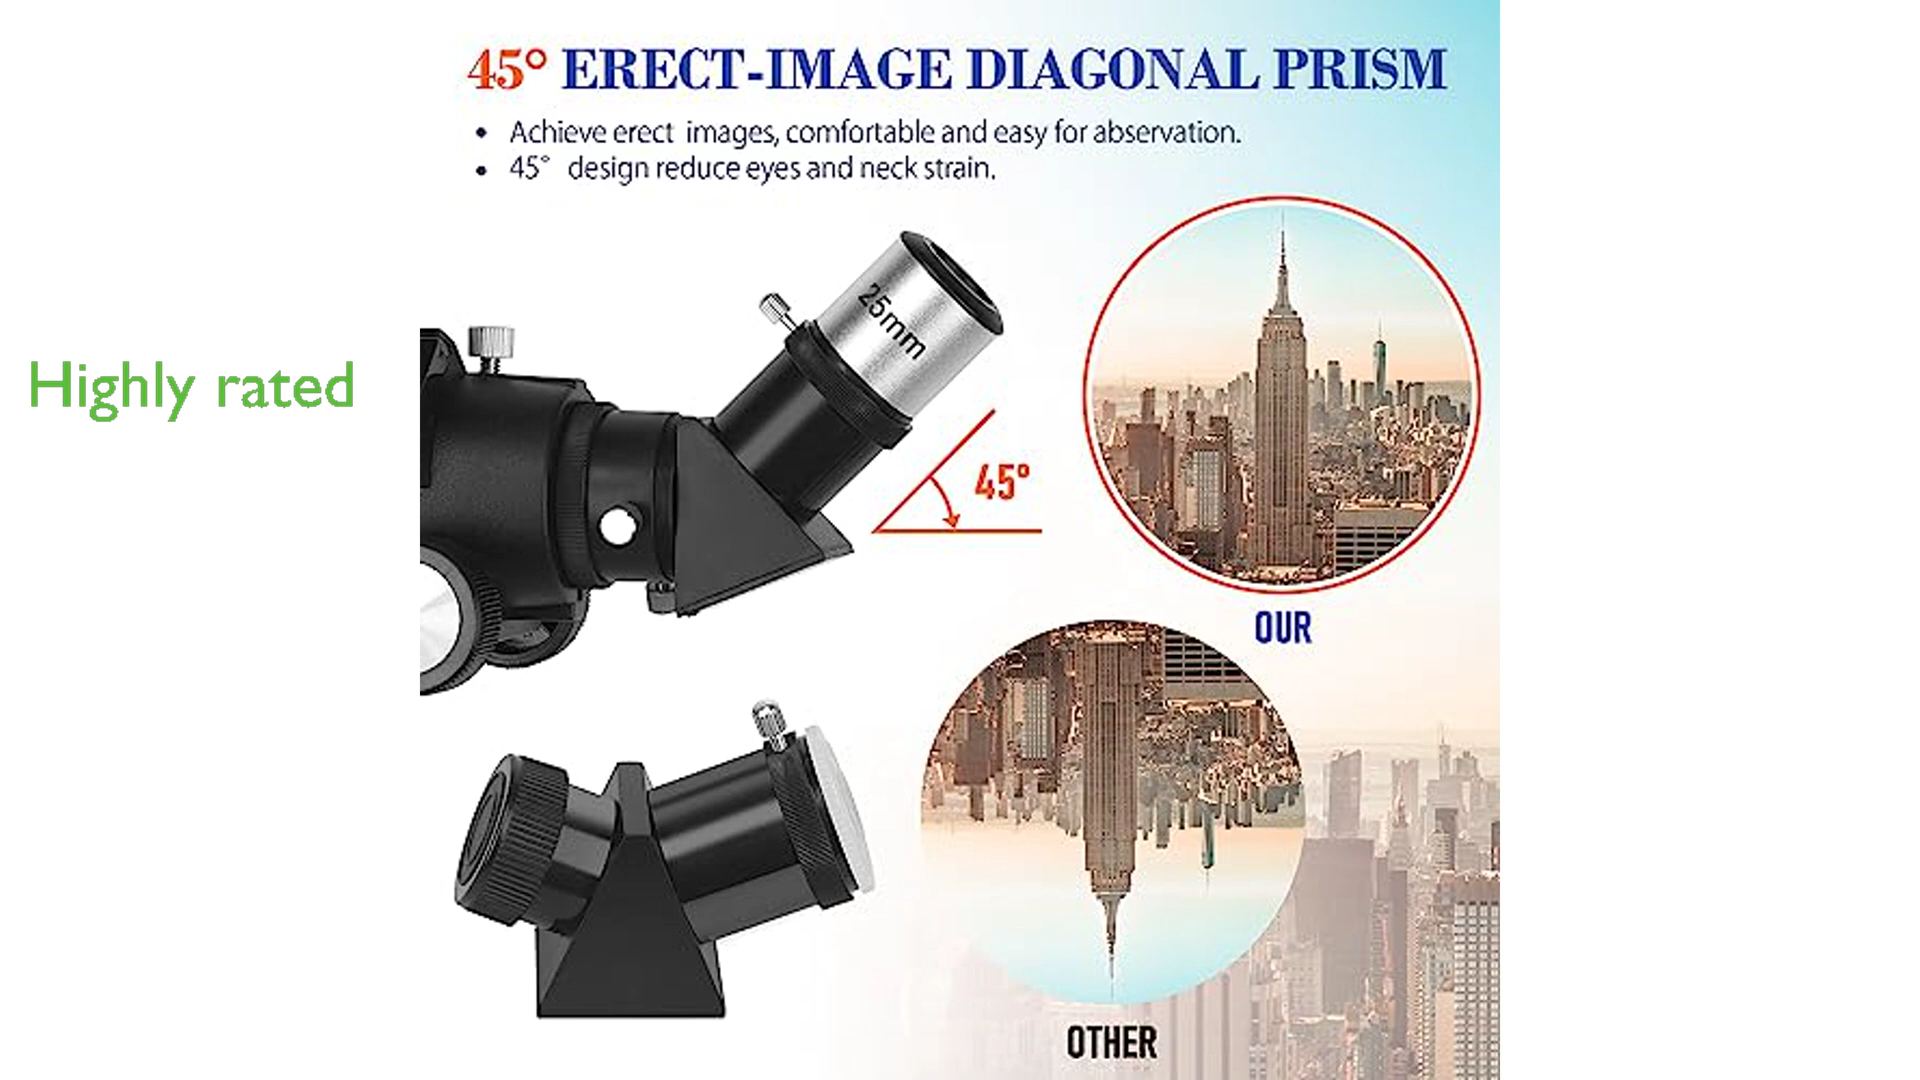 45° ERECT-IMAGE DIAGONAL PRISM
• Achieve erect images, comfortable and easy for abservation.
• 45° design reduce eyes and neck strain.
25mm
Highly rated
45°
OUR
OTHER